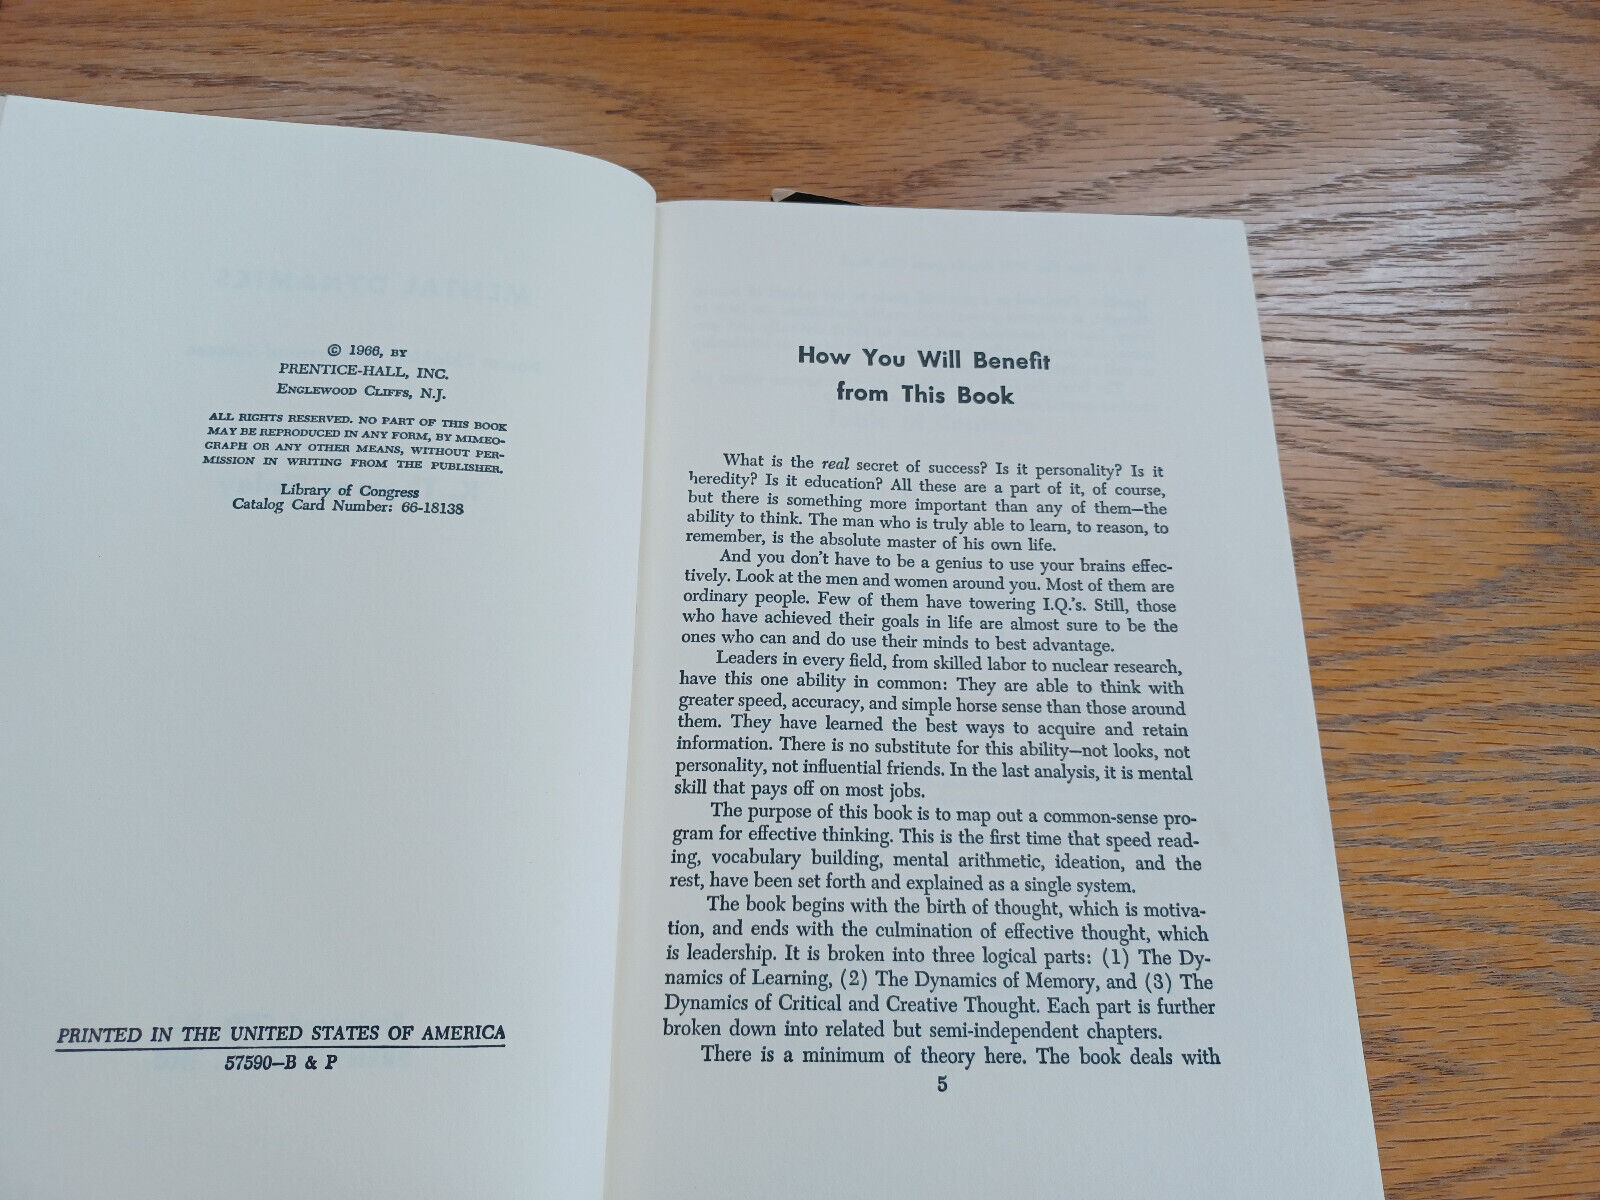 © 1966, BY
PRENTICE-HALL, INC.
ENGLEWOOD CLIFFS, N.J.
ALL RIGHTS RESERVED. NO PART OF THIS BOOK
MAY BE REPRODUCED IN ANY FORM, BY MIMEO-
GRAPH OR ANY OTHER MEANS, WITHOUT PER-
MISSION IN WRITING FROM THE PUBLISHER.
Library of Congress
Catalog Card Number: 66-18138
PRINTED IN THE UNITED STATES OF AMERICA
57590—B & P
How You Will Benefit
from This Book
What is the real secret of success? Is it personality? Is it
heredity? Is it education? All these are a part of it, of course,
but there is something more important than any of them—the
ability to think. The man who is truly able to learn, to reason, to
remember, is the absolute master of his own life.
And you don't have to be a genius to use your brains effec-
tively. Look at the men and women around you. Most of them are
ordinary people. Few of them have towering I.Q.'s. Still, those
who have achieved their goals in life are almost sure to be the
ones who can and do use their minds to best advantage.
Leaders in every field, from skilled labor to nuclear research,
have this one ability in common: They are able to think with
greater speed, accuracy, and simple horse sense than those around
them. They have learned the best ways to acquire and retain
information. There is no substitute for this ability—not looks, not
personality, not influential friends. In the last analysis, it is mental
skill that pays off on most jobs.
The purpose of this book is to map out a common-sense pro-
gram for effective thinking. This is the first time that speed read-
ing, vocabulary building, mental arithmetic, ideation, and the
rest, have been set forth and explained as a single system.
The book begins with the birth of thought, which is motiva-
tion, and ends with the culmination of effective thought, which
is leadership. It is broken into three logical parts: (1) The Dy-
namics of Learning, (2) The Dynamics of Memory, and (3) The
Dynamics of Critical and Creative Thought. Each part is further
broken down into related but semi-independent chapters.
There is a minimum of theory here. The book deals with
5